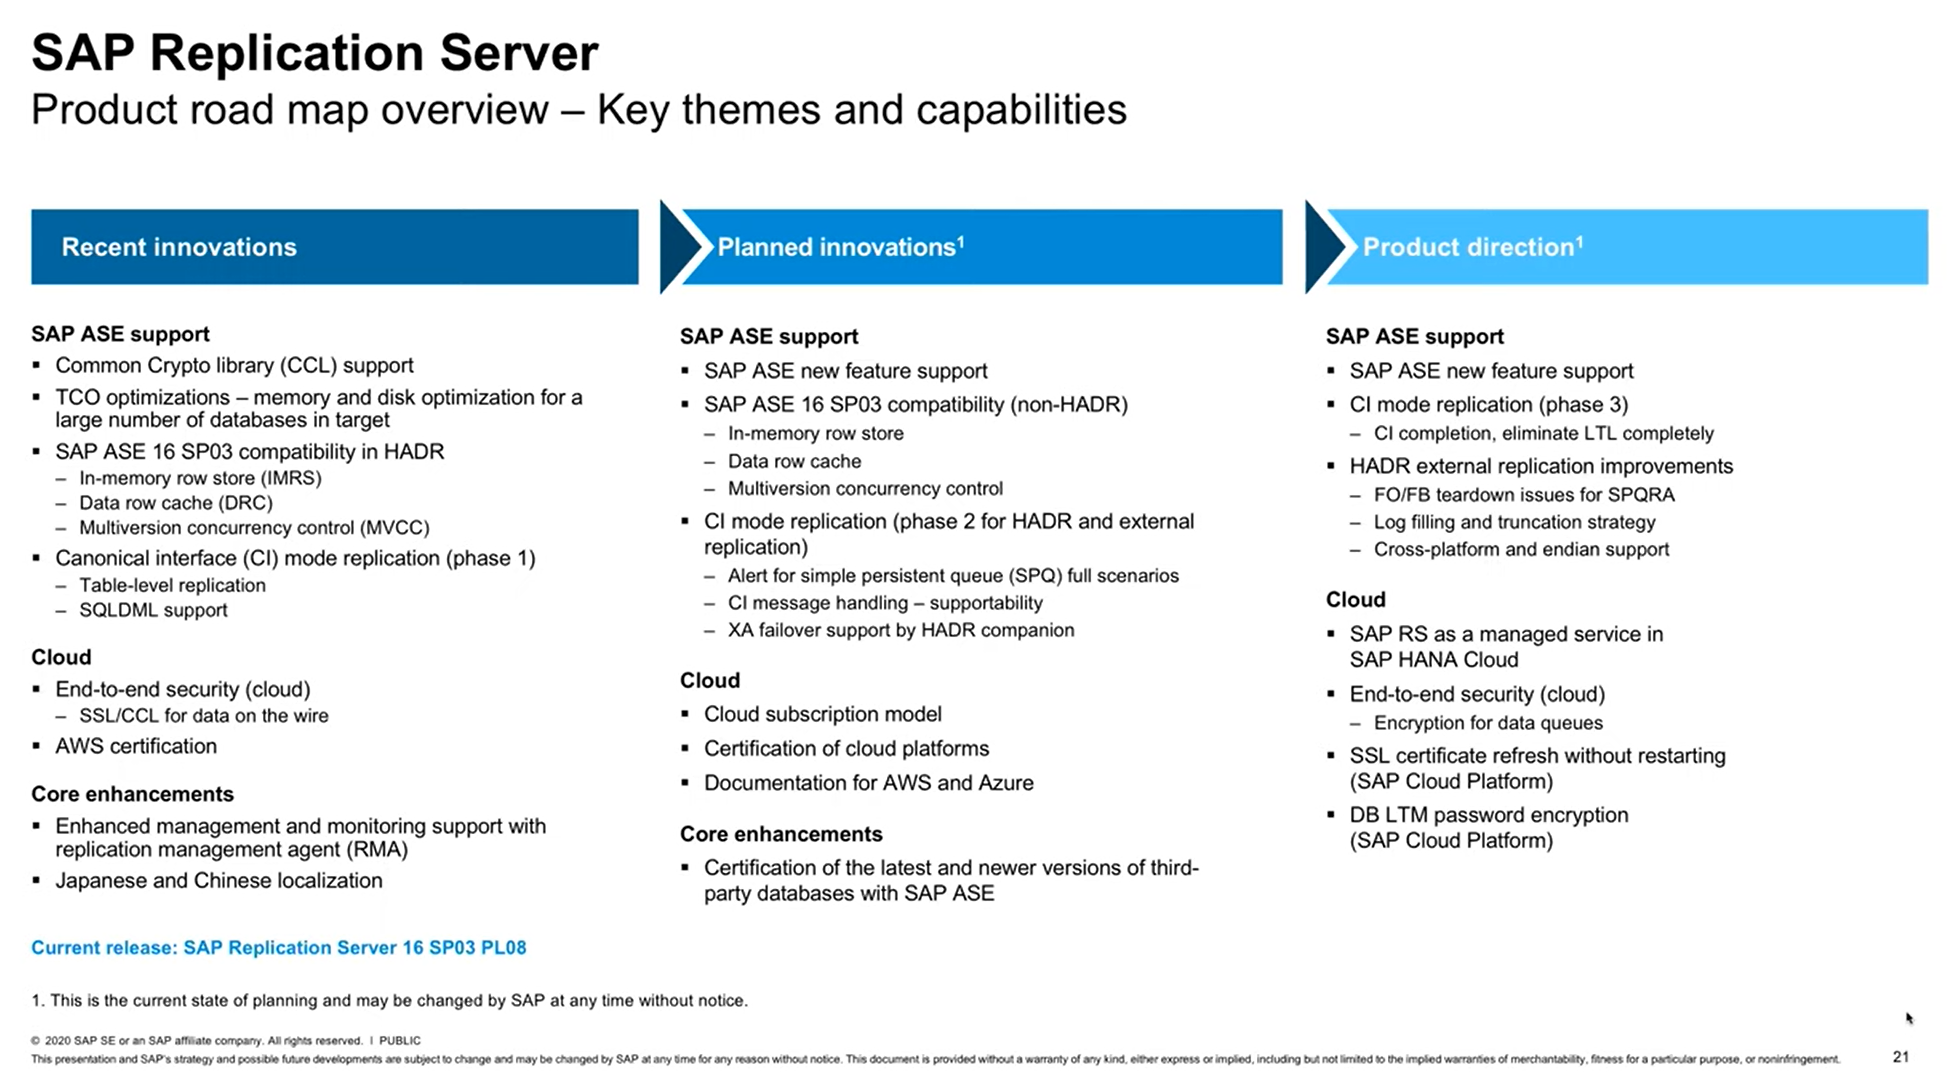 SAP Replication Server
Product road map overview – Key themes and capabilities
Recent innovations
SAP ASE support
▪ Common Crypto library (CCL) support
▪ TCO optimizations – memory and disk optimization for a
large number of databases in target
▪ SAP ASE 16 SP03 compatibility in HADR
– In-memory row store (IMRS)
– Data row cache (DRC)
– Multiversion concurrency control (MVCC)
▪ Canonical interface (CI) mode replication (phase 1)
– Table-level replication
– SQLDML support
Cloud
▪ End-to-end security (cloud)
– SSL/CCL for data on the wire
▪ AWS certification
Core enhancements
▪ Enhanced management and monitoring support with
replication management agent (RMA)
▪ Japanese and Chinese localization
Current release: SAP Replication Server 16 SP03 PL08
Planned innovations¹
SAP ASE support
▪ SAP ASE new feature support
▪ SAP ASE 16 SP03 compatibility (non-HADR)
– In-memory row store
– Data row cache
– Multiversion concurrency control
▪ CI mode replication (phase 2 for HADR and external
replication)
– Alert for simple persistent queue (SPQ) full scenarios
– CI message handling – supportability
– XA failover support by HADR companion
Cloud
▪ Cloud subscription model
▪ Certification of cloud platforms
▪ Documentation for AWS and Azure
Core enhancements
▪ Certification of the latest and newer versions of third-
party databases with SAP ASE
Product direction¹
SAP ASE support
▪ SAP ASE new feature support
▪ CI mode replication (phase 3)
– CI completion, eliminate LTL completely
▪ HADR external replication improvements
– FO/FB teardown issues for SPQRA
– Log filling and truncation strategy
– Cross-platform and endian support
Cloud
▪ SAP RS as a managed service in
SAP HANA Cloud
▪ End-to-end security (cloud)
– Encryption for data queues
▪ SSL certificate refresh without restarting
(SAP Cloud Platform)
▪ DB LTM password encryption
(SAP Cloud Platform)
1. This is the current state of planning and may be changed by SAP at any time without notice.
© 2020 SAP SE or an SAP affiliate company. All rights reserved. | PUBLIC
This presentation and SAP's strategy and possible future developments are subject to change and may be changed by SAP at any time for any reason without notice. This document is provided without a warranty of any kind, either express or implied, including but not limited to the implied warranties of merchantability, fitness for a particular purpose, or noninfringement.
21